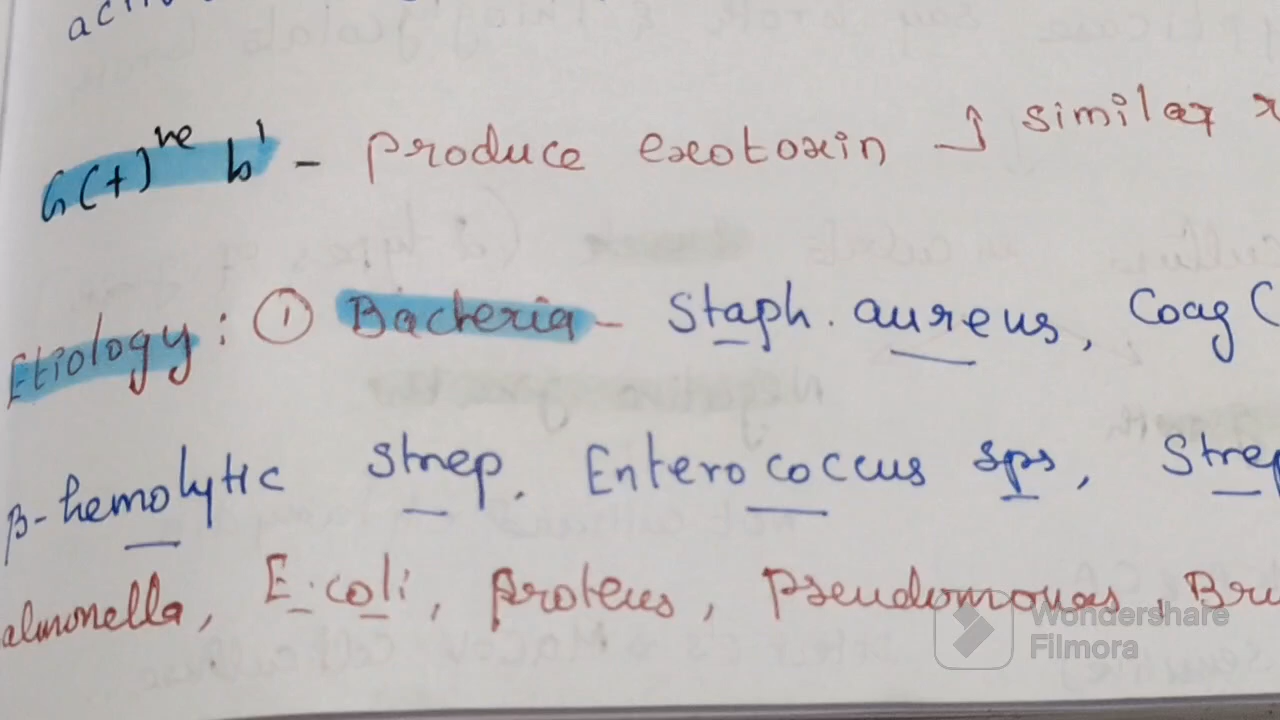 G(+)ve b' - produce exotoxin similar
Etiology : ① Bacteria - Staph. aureus, Coag (
β-hemolytic Strep, Enterococcus sps, Strep
almonella, E.coli, proteus, pseudomonas, Bru
Wondershare
Filmora